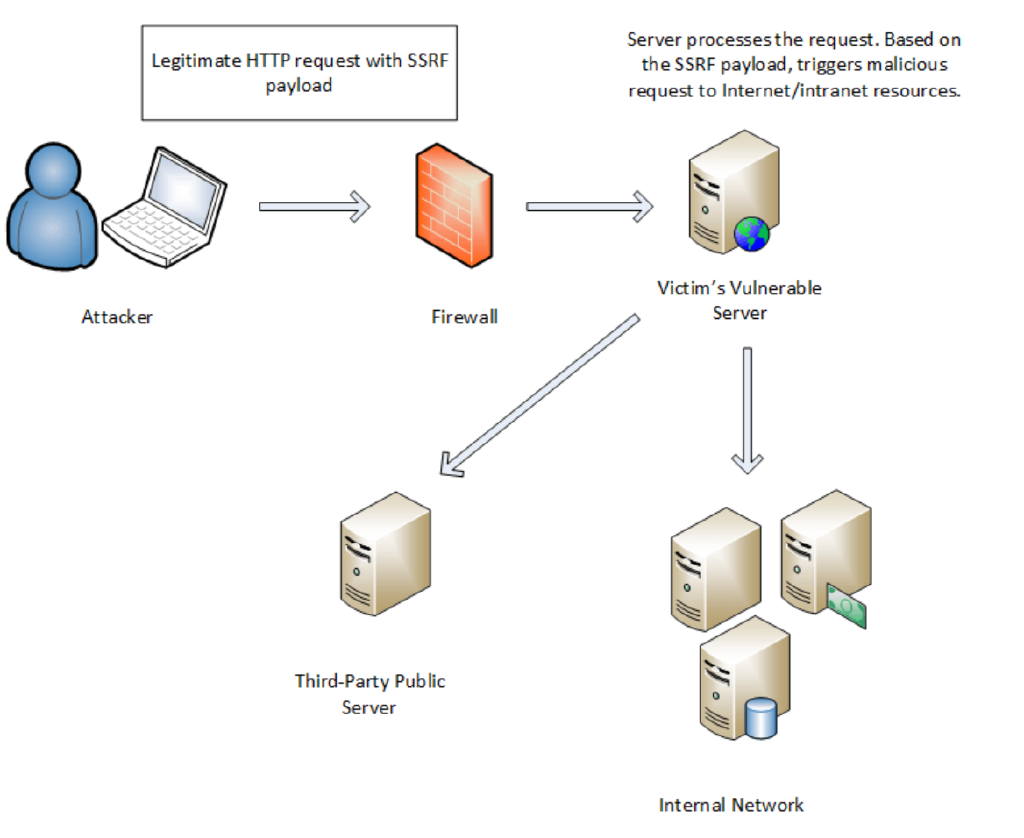 Legitimate HTTP request with SSRF
payload
Server processes the request. Based on
the SSRF payload, triggers malicious
request to Internet/intranet resources.
Attacker
Firewall
Victim's Vulnerable
Server
Third-Party Public
Server
Internal Network